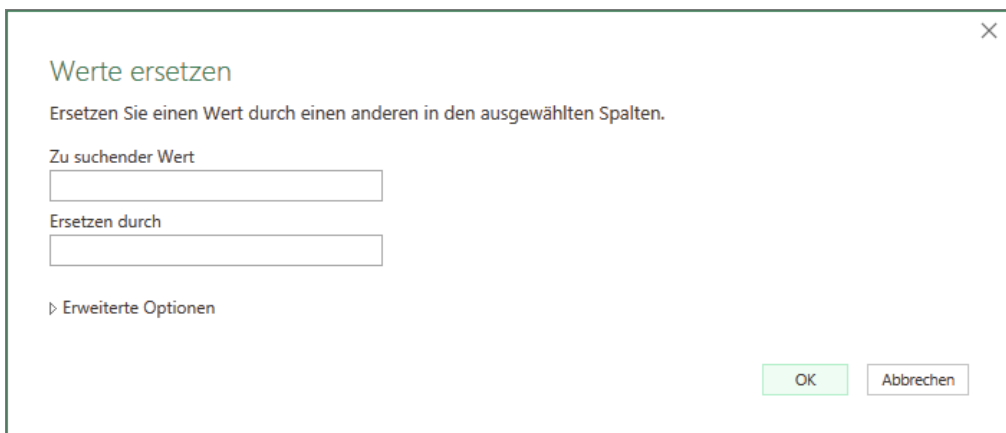 Werte ersetzen
Ersetzen Sie einen Wert durch einen anderen in den ausgewählten Spalten.
Zu suchender Wert
Ersetzen durch
Erweiterte Optionen
OK Abbrechen